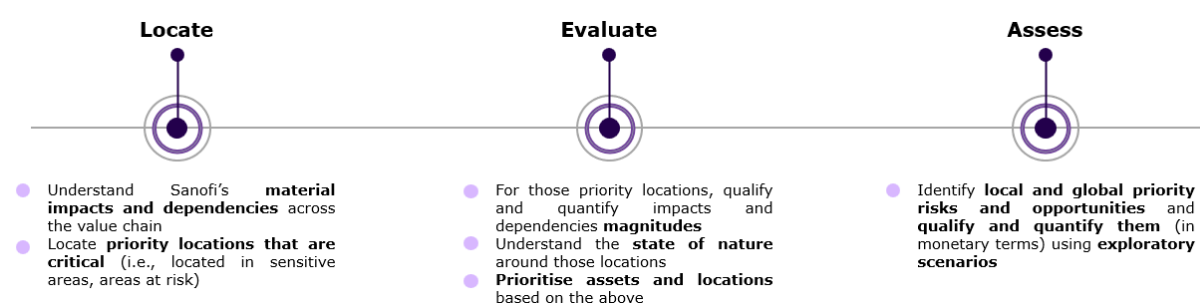 Locate
Understand Sanofi’s material
impacts and dependencies across
the value chain
Locate priority locations that are
critical (i.e., located in sensitive
areas, areas at risk)
Evaluate
For those priority locations, qualify
and quantify impacts and
dependencies magnitudes
Understand the state of nature
around those locations
Prioritise assets and locations
based on the above
Assess
Identify local and global priority
risks and opportunities and
qualify and quantify them (in
monetary terms) using exploratory
scenarios